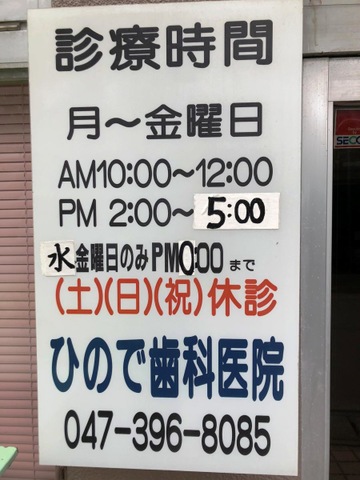 診療時間
月～金曜日
AM10:00～12:00
PM 2:00～5:00
水金曜日のみPM0:00まで
(土)(日)(祝)休診
ひので歯科医院
047-396-8085